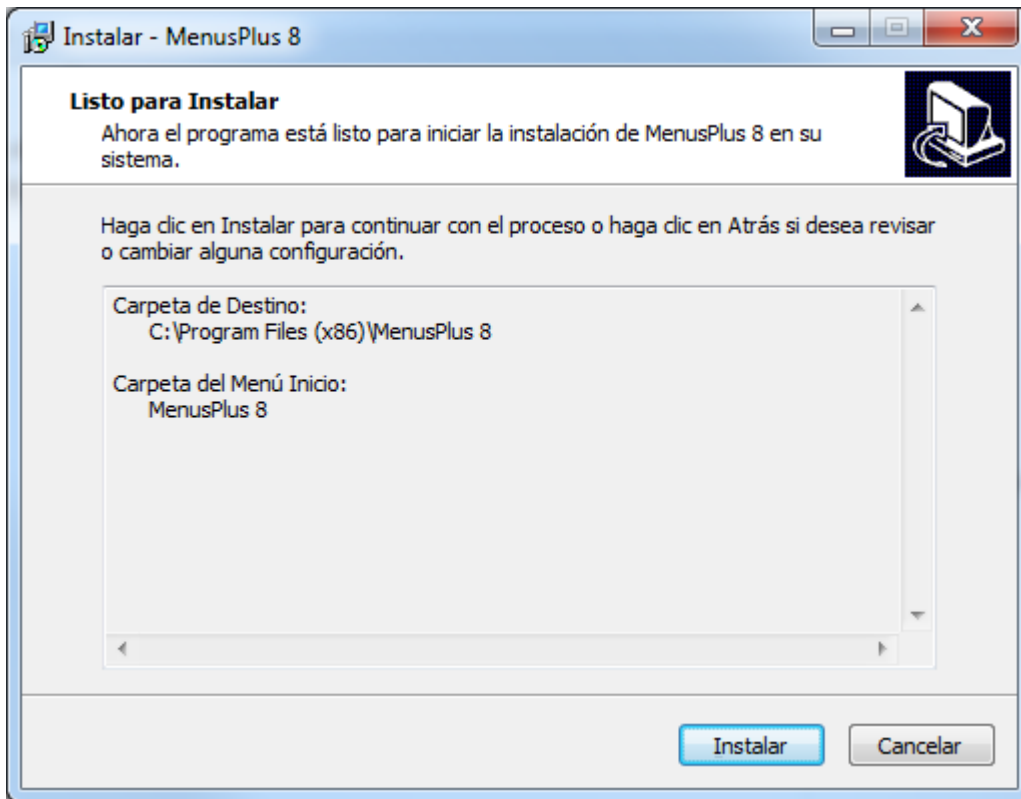 Instalar - MenusPlus 8
Listo para Instalar
Ahora el programa está listo para iniciar la instalación de MenusPlus 8 en su
sistema.
Haga clic en Instalar para continuar con el proceso o haga clic en Atrás si desea revisar
o cambiar alguna configuración.
Carpeta de Destino:
C:\Program Files (x86)\MenusPlus 8
Carpeta del Menú Inicio:
MenusPlus 8
Instalar
Cancelar